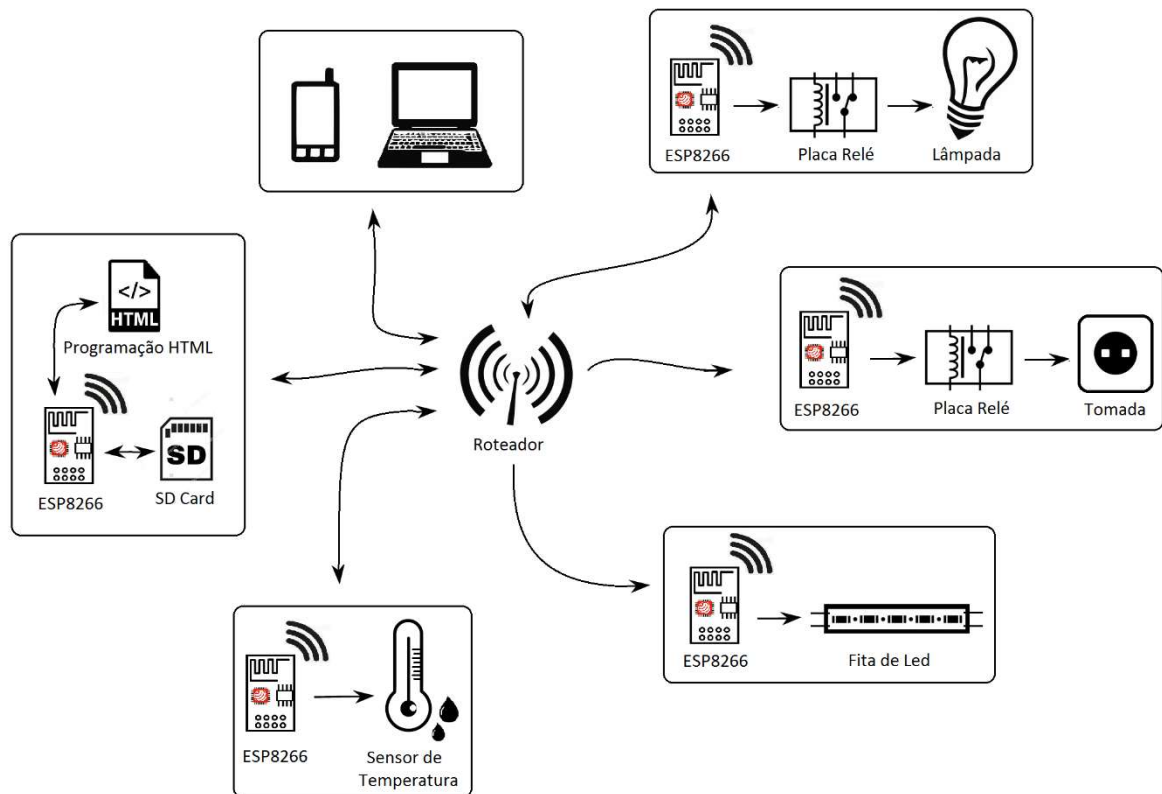 ESP8266
Placa Relé
Lâmpada
</>
HTML
Programação HTML
ESP8266
SD
SD Card
Roteador
ESP8266
Placa Relé
Tomada
ESP8266
Fita de Led
ESP8266
Sensor de
Temperatura